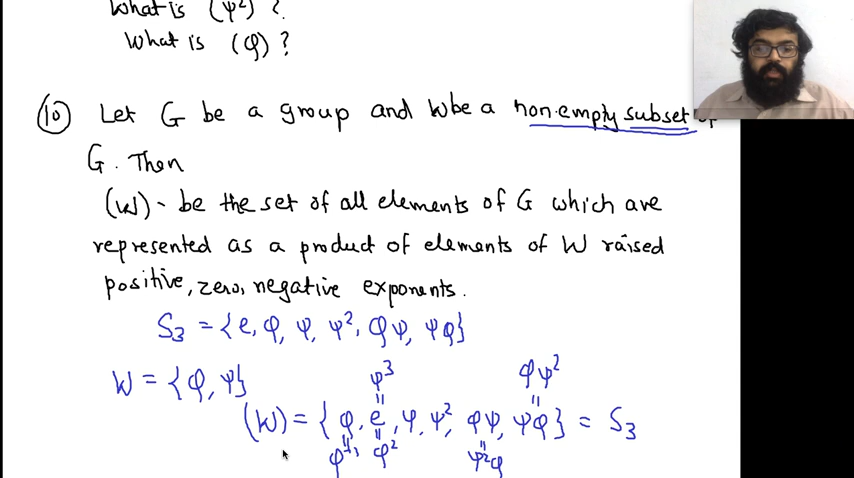 What is (ψ²) ?
What is (φ) ?
(10) Let G be a group and W be a non-empty subset of
G. Then
(W) - be the set of all elements of G which are
represented as a product of elements of W raised
positive, zero, negative exponents.
S₃ = {e, φ, ψ, ψ², φψ, ψφ}
W = {φ, ψ}
ψ³ φψ²
= =
(W) = { φ, e, ψ, ψ², φψ, ψφ} = S₃
= = =
φ⁻¹, φ² ψ²φ